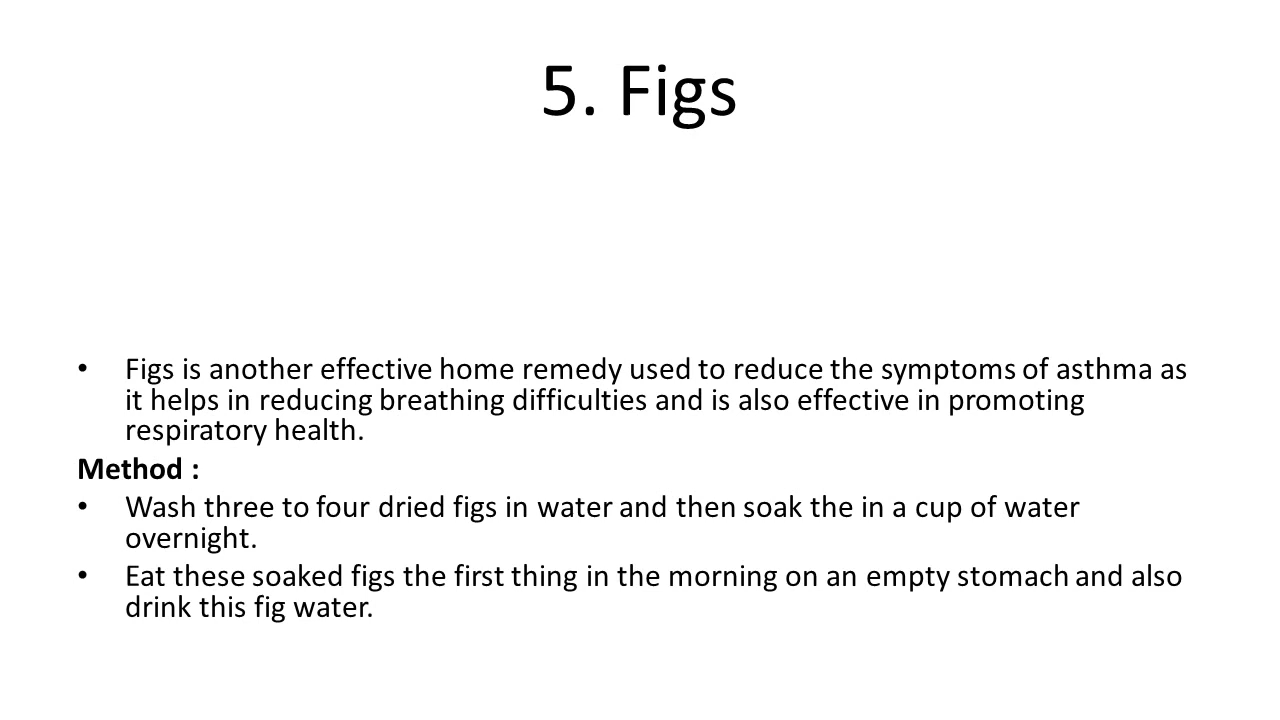 5. Figs
• Figs is another effective home remedy used to reduce the symptoms of asthma as
it helps in reducing breathing difficulties and is also effective in promoting
respiratory health.
Method :
• Wash three to four dried figs in water and then soak the in a cup of water
overnight.
• Eat these soaked figs the first thing in the morning on an empty stomach and also
drink this fig water.